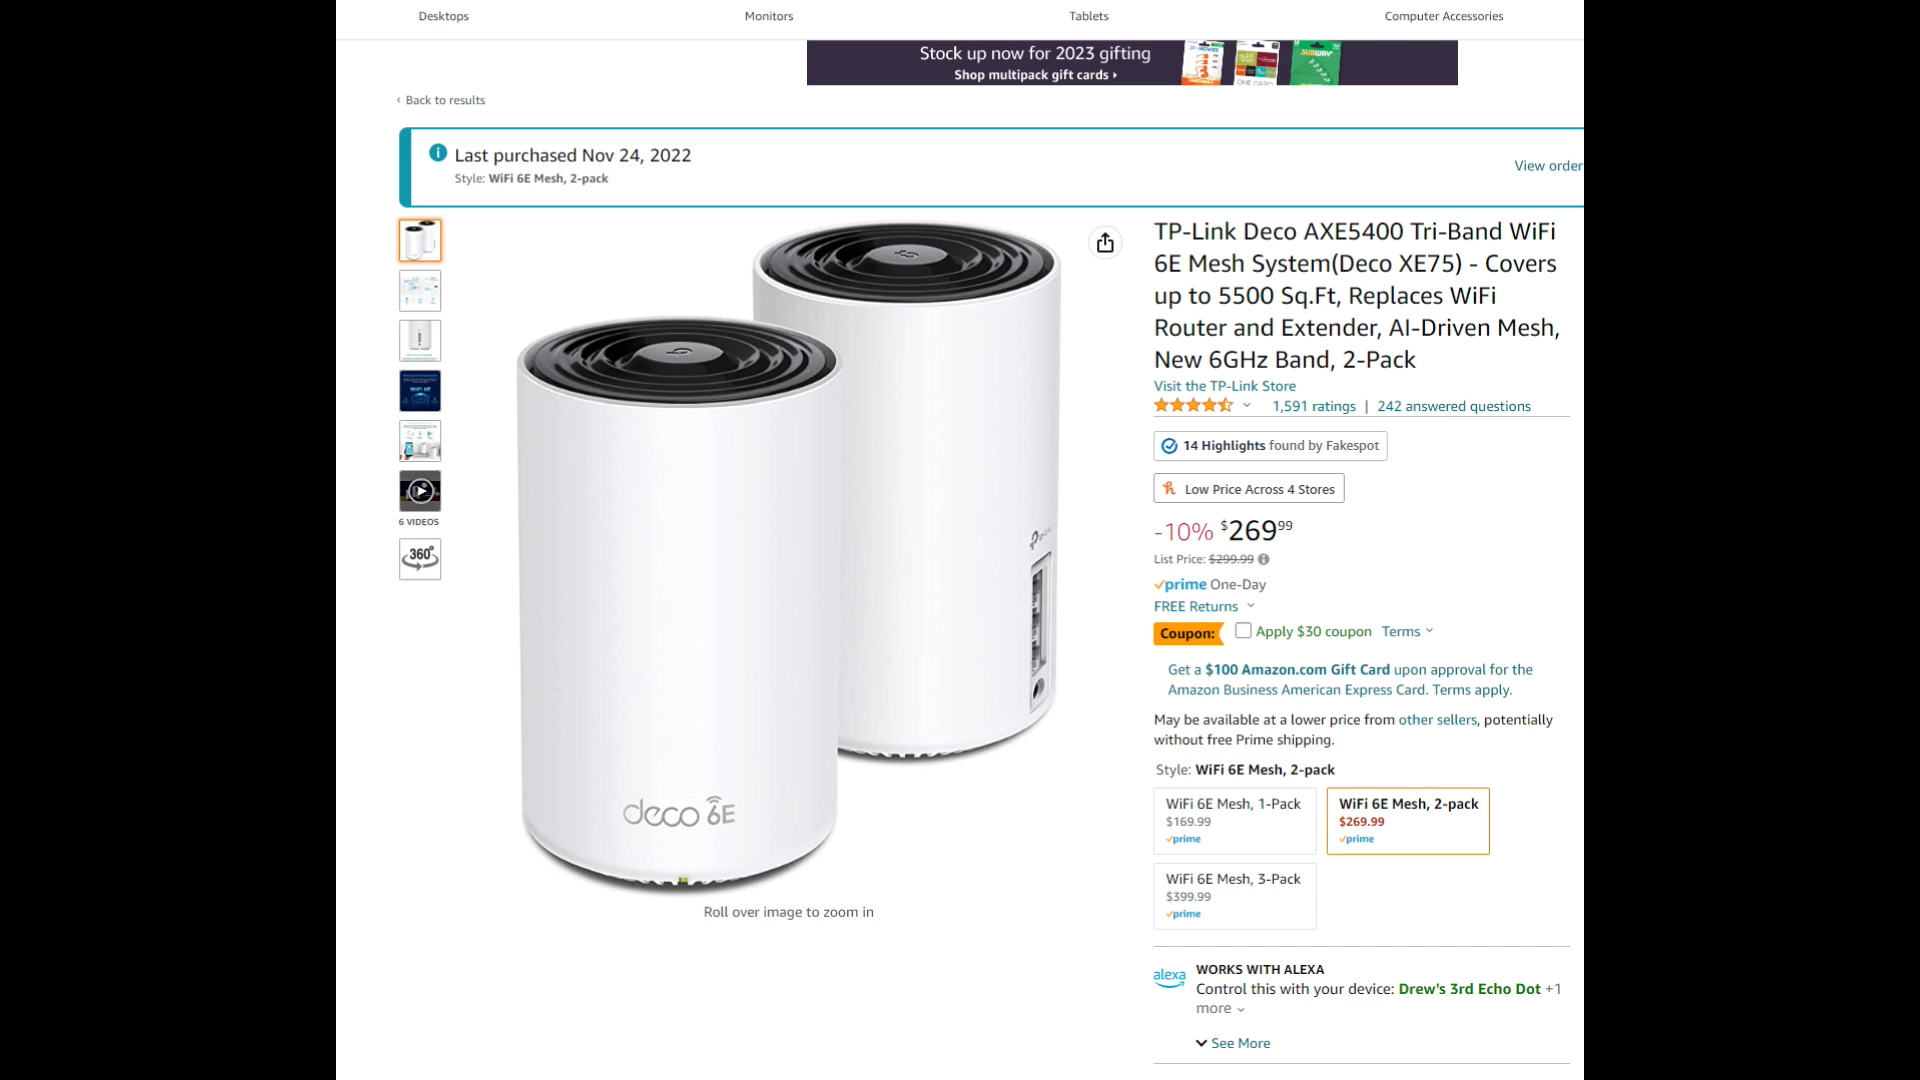 Desktops
Monitors
Tablets
Computer Accessories
Stock up now for 2023 gifting
Shop multipack gift cards ›
SUBWAY
ONE CARD
‹ Back to results
Last purchased Nov 24, 2022
Style: WiFi 6E Mesh, 2-pack
View order
TP-Link Deco AXE5400 Tri-Band WiFi
6E Mesh System(Deco XE75) - Covers
up to 5500 Sq.Ft, Replaces WiFi
Router and Extender, AI-Driven Mesh,
New 6GHz Band, 2-Pack
Visit the TP-Link Store
1,591 ratings | 242 answered questions
14 Highlights found by Fakespot
Low Price Across 4 Stores
-10% $269 99
List Price: $299.99
prime One-Day
FREE Returns
Coupon: Apply $30 coupon Terms
Get a $100 Amazon.com Gift Card upon approval for the
Amazon Business American Express Card. Terms apply.
May be available at a lower price from other sellers, potentially
without free Prime shipping.
Style: WiFi 6E Mesh, 2-pack
WiFi 6E Mesh, 1-Pack
$169.99
prime
WiFi 6E Mesh, 2-pack
$269.99
prime
WiFi 6E Mesh, 3-Pack
$399.99
prime
alexa
WORKS WITH ALEXA
Control this with your device: Drew's 3rd Echo Dot +1
more
See More
6 VIDEOS
360°
tp-link
deco 6E
Roll over image to zoom in